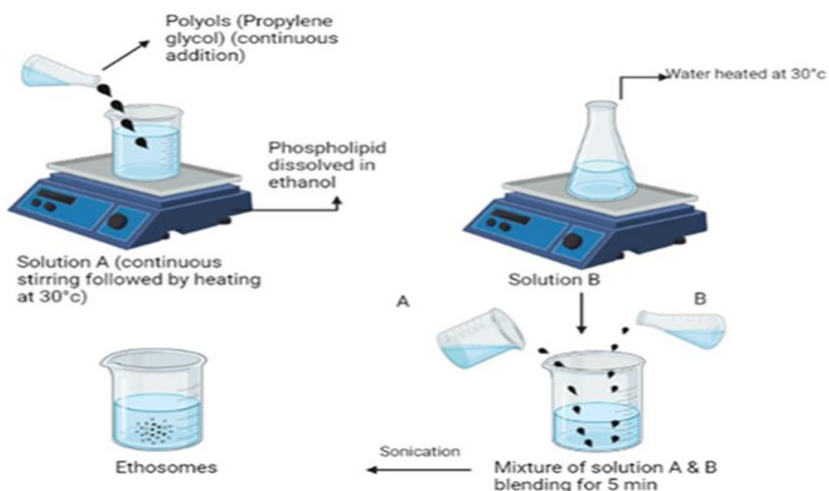 Polyols (Propylene
glycol) (continuous
addition)
Water heated at 30°c
Phospholipid
dissolved in
ethanol
Solution A (continuous
stirring followed by heating
at 30°c)
Solution B
A
B
Sonication
Ethosomes
Mixture of solution A & B
blending for 5 min